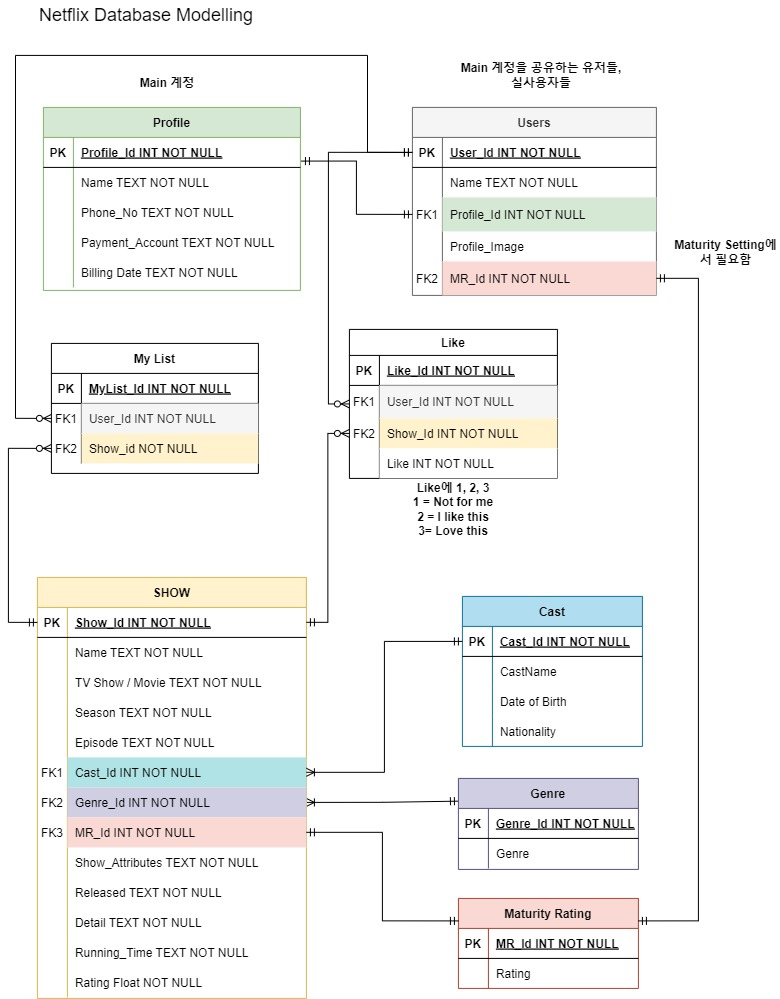 Netflix Database Modelling
Main 계정
Main 계정을 공유하는 유저들,
실사용자들
Profile
PK Profile_Id INT NOT NULL
Name TEXT NOT NULL
Phone_No TEXT NOT NULL
Payment_Account TEXT NOT NULL
Billing Date TEXT NOT NULL
Users
PK User_Id INT NOT NULL
Name TEXT NOT NULL
FK1 Profile_Id INT NOT NULL
Profile_Image
FK2 MR_Id INT NOT NULL
Maturity Setting에
서 필요함
My List
PK MyList_Id INT NOT NULL
FK1 User_Id INT NOT NULL
FK2 Show_id NOT NULL
Like
PK Like_Id INT NOT NULL
FK1 User_Id INT NOT NULL
FK2 Show_Id INT NOT NULL
Like INT NOT NULL
Like에 1, 2, 3
1 = Not for me
2 = I like this
3= Love this
SHOW
PK Show_Id INT NOT NULL
Name TEXT NOT NULL
TV Show / Movie TEXT NOT NULL
Season TEXT NOT NULL
Episode TEXT NOT NULL
FK1 Cast_Id INT NOT NULL
FK2 Genre_Id INT NOT NULL
FK3 MR_Id INT NOT NULL
Show_Attributes TEXT NOT NULL
Released TEXT NOT NULL
Detail TEXT NOT NULL
Running_Time TEXT NOT NULL
Rating Float NOT NULL
Cast
PK Cast_Id INT NOT NULL
CastName
Date of Birth
Nationality
Genre
PK Genre_Id INT NOT NULL
Genre
Maturity Rating
PK MR_Id INT NOT NULL
Rating